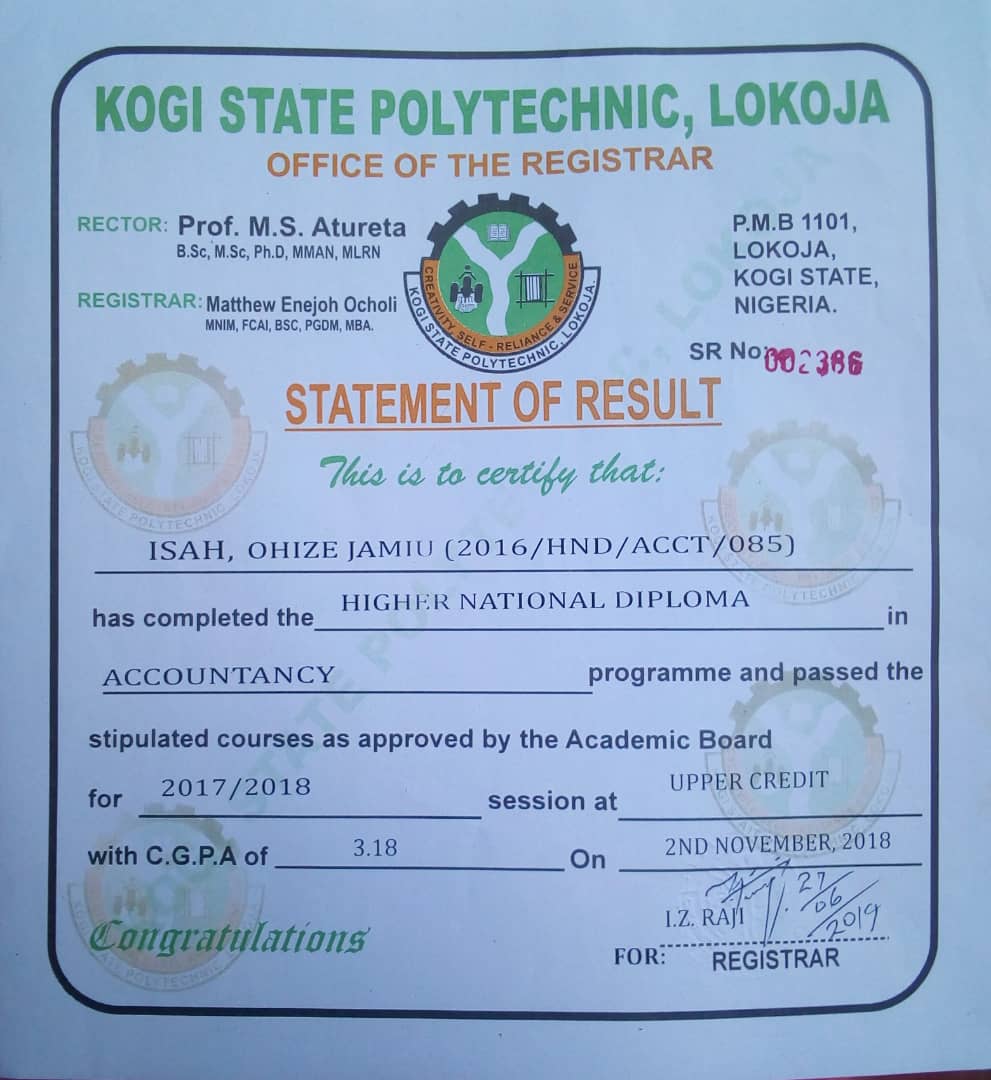 KOGI STATE POLYTECHNIC, LOKOJA
OFFICE OF THE REGISTRAR
RECTOR: Prof. M.S. Atureta
B.Sc, M.Sc, Ph.D, MMAN, MLRN
REGISTRAR: Matthew Enejoh Ocholi
MNIM, FCAI, BSC, PGDM, MBA.
CREATIVITY, SELF - RELIANCE & SERVICE
KOGI STATE POLYTECHNIC, LOKOJA.
P.M.B 1101,
LOKOJA,
KOGI STATE,
NIGERIA.
SR No: 002386
STATEMENT OF RESULT
This is to certify that:
ISAH, OHIZE JAMIU (2016/HND/ACCT/085)
has completed the HIGHER NATIONAL DIPLOMA in
ACCOUNTANCY programme and passed the
stipulated courses as approved by the Academic Board
for 2017/2018 session at UPPER CREDIT
with C.G.P.A of 3.18 On 2ND NOVEMBER, 2018
I.Z. RAJI 27/06/2019
Congratulations
FOR: REGISTRAR